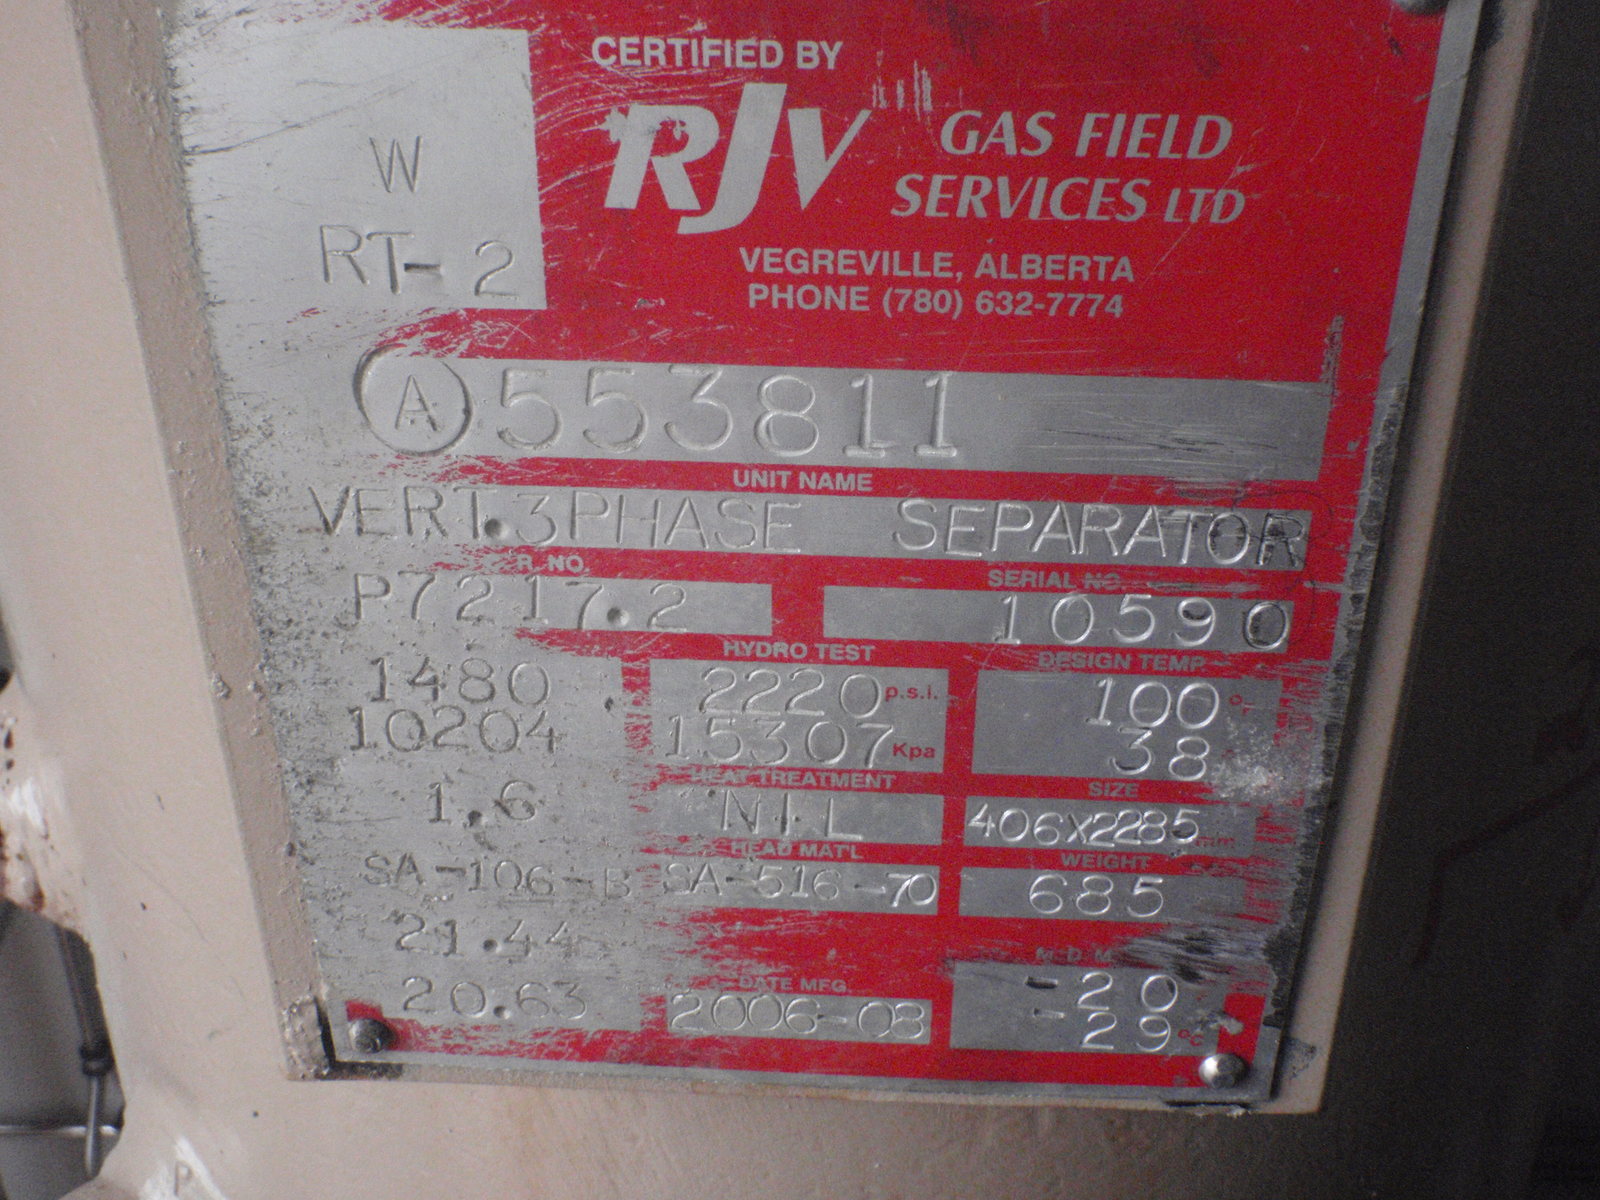 CERTIFIED BY
RJV GAS FIELD
SERVICES LTD
VEGREVILLE, ALBERTA
PHONE (780) 632-7774
W
RT-2
A 553811
UNIT NAME
VERT. 3PHASE SEPARATOR
R. NO. SERIAL NO.
P7217.2 10590
HYDRO TEST DESIGN TEMP
1480 2220 p.s.i. 100 °F
10204 15307 Kpa 38
HEAT TREATMENT SIZE
1.6 NIL 406X2285 mm
HEAD MAT'L WEIGHT
SA-106-B SA-516-70 685
21.44
M.D.M.
DATE MFG. -20
20.63 2006-08 -29 °C
P